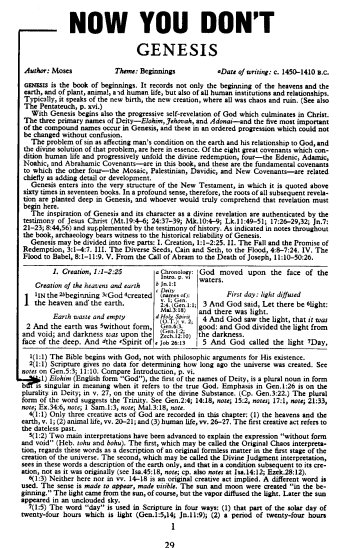 NOW YOU DON'T
GENESIS
Author: Moses Theme: Beginnings Date of writing: c. 1450-1410 B.C.
GENESIS is the book of beginnings. It records not only the beginning of the heavens and the
earth, and of plant, animal, and human life, but also of all human institutions and relationships.
Typically, it speaks of the new birth, the new creation, where all was chaos and ruin. (See also
The Pentateuch, p. xvi.)
With Genesis begins also the progressive self-revelation of God which culminates in Christ.
The three primary names of Deity—Elohim, Jehovah, and Adonai—and the five most important
of the compound names occur in Genesis, and these in an ordered progression which could not
be changed without confusion.
The problem of sin as affecting man's condition on the earth and his relationship to God, and
the divine solution of that problem, are here in essence. Of the eight great covenants which con-
dition human life and progressively unfold the divine redemption, four—the Edenic, Adamic,
Noahic, and Abrahamic Covenants—are in this book, and these are the fundamental covenants
to which the other four—the Mosaic, Palestinian, Davidic, and New Covenants—are related
chiefly as adding detail or development.
Genesis enters into the very structure of the New Testament, in which it is quoted above
sixty times in seventeen books. In a profound sense, therefore, the roots of all subsequent revela-
tion are planted deep in Genesis, and whoever would truly comprehend that revelation must
begin here.
The inspiration of Genesis and its character as a divine revelation are authenticated by the
testimony of Jesus Christ (Mt.19:4-6; 24:37-39; Mk.10:4-9; Lk.11:49-51; 17:26-29,32; Jn.7:
21-23; 8:44,56) and supplemented by the testimony of history. As indicated in notes throughout
the book, archaeology bears witness to the historical reliability of Genesis.
Genesis may be divided into five parts: I. Creation, 1:1-2:25. II. The Fall and the Promise of
Redemption, 3:1-4:7. III. The Diverse Seeds, Cain and Seth, to the Flood, 4:8-7:24. IV. The
Flood to Babel, 8:1-11:9. V. From the Call of Abram to the Death of Joseph, 11:10-50:26.
I. Creation, 1:1-2:25
Creation of the heavens and earth
1 IN the beginning God created
the heaven and the earth.
Earth waste and empty
2 And the earth was without form,
and void; and darkness was upon the
face of the deep. And the Spirit of
a Chronology:
Intro. p. vi
b Jn.1:1
c Deity
(names of):
v. 1; Gen.
2:4. (Gen.1:1;
Mal.3:18)
d Holy Spirit
(O.T.): v. 2;
Gen.6:3.
(Gen.1:2;
Zech.12:10)
e Job 26:13
God moved upon the face of the
waters.
First day: light diffused
3 And God said, Let there be light:
and there was light.
4 And God saw the light, that it was
good: and God divided the light from
the darkness.
5 And God called the light Day,
1(1:1) The Bible begins with God, not with philosophic arguments for His existence.
2(1:1) Scripture gives no data for determining how long ago the universe was created. See
notes on Gen.5:3; 11:10. Compare Introduction, p. vi.
3(1:1) Elohim (English form "God"), the first of the names of Deity, is a plural noun in form
but is singular in meaning when it refers to the true God. Emphasis in Gen.1:26 is on the
plurality in Deity; in v. 27, on the unity of the divine Substance. (Cp. Gen.3:22.) The plural
form of the word suggests the Trinity. See Gen.2:4; 14:18, note; 15:2, notes; 17:1, note; 21:33,
note; Ex.34:6, note; 1 Sam.1:3, note; Mal.3:18, note.
4(1:1) Only three creative acts of God are recorded in this chapter: (1) the heavens and the
earth, v. 1; (2) animal life, vv. 20-21; and (3) human life, vv. 26-27. The first creative act refers to
the dateless past.
5(1:2) Two main interpretations have been advanced to explain the expression "without form
and void" (Heb. tohu and bohu). The first, which may be called the Original Chaos interpreta-
tion, regards these words as a description of an original formless matter in the first stage of the
creation of the universe. The second, which may be called the Divine Judgment interpretation,
sees in these words a description of the earth only, and that in a condition subsequent to its cre-
ation, not as it was originally (see Isa.45:18, note; cp. also notes at Isa.14:12; Ezek.28:12).
6(1:3) Neither here nor in vv. 14-18 is an original creative act implied. A different word is
used. The sense is made to appear, made visible. The sun and moon were created "in the be-
ginning." The light came from the sun, of course, but the vapor diffused the light. Later the sun
appeared in an unclouded sky.
7(1:5) The word "day" is used in Scripture in four ways: (1) that part of the solar day of
twenty-four hours which is light (Gen.1:5,14; Jn.11:9); (2) a period of twenty-four hours
1
29